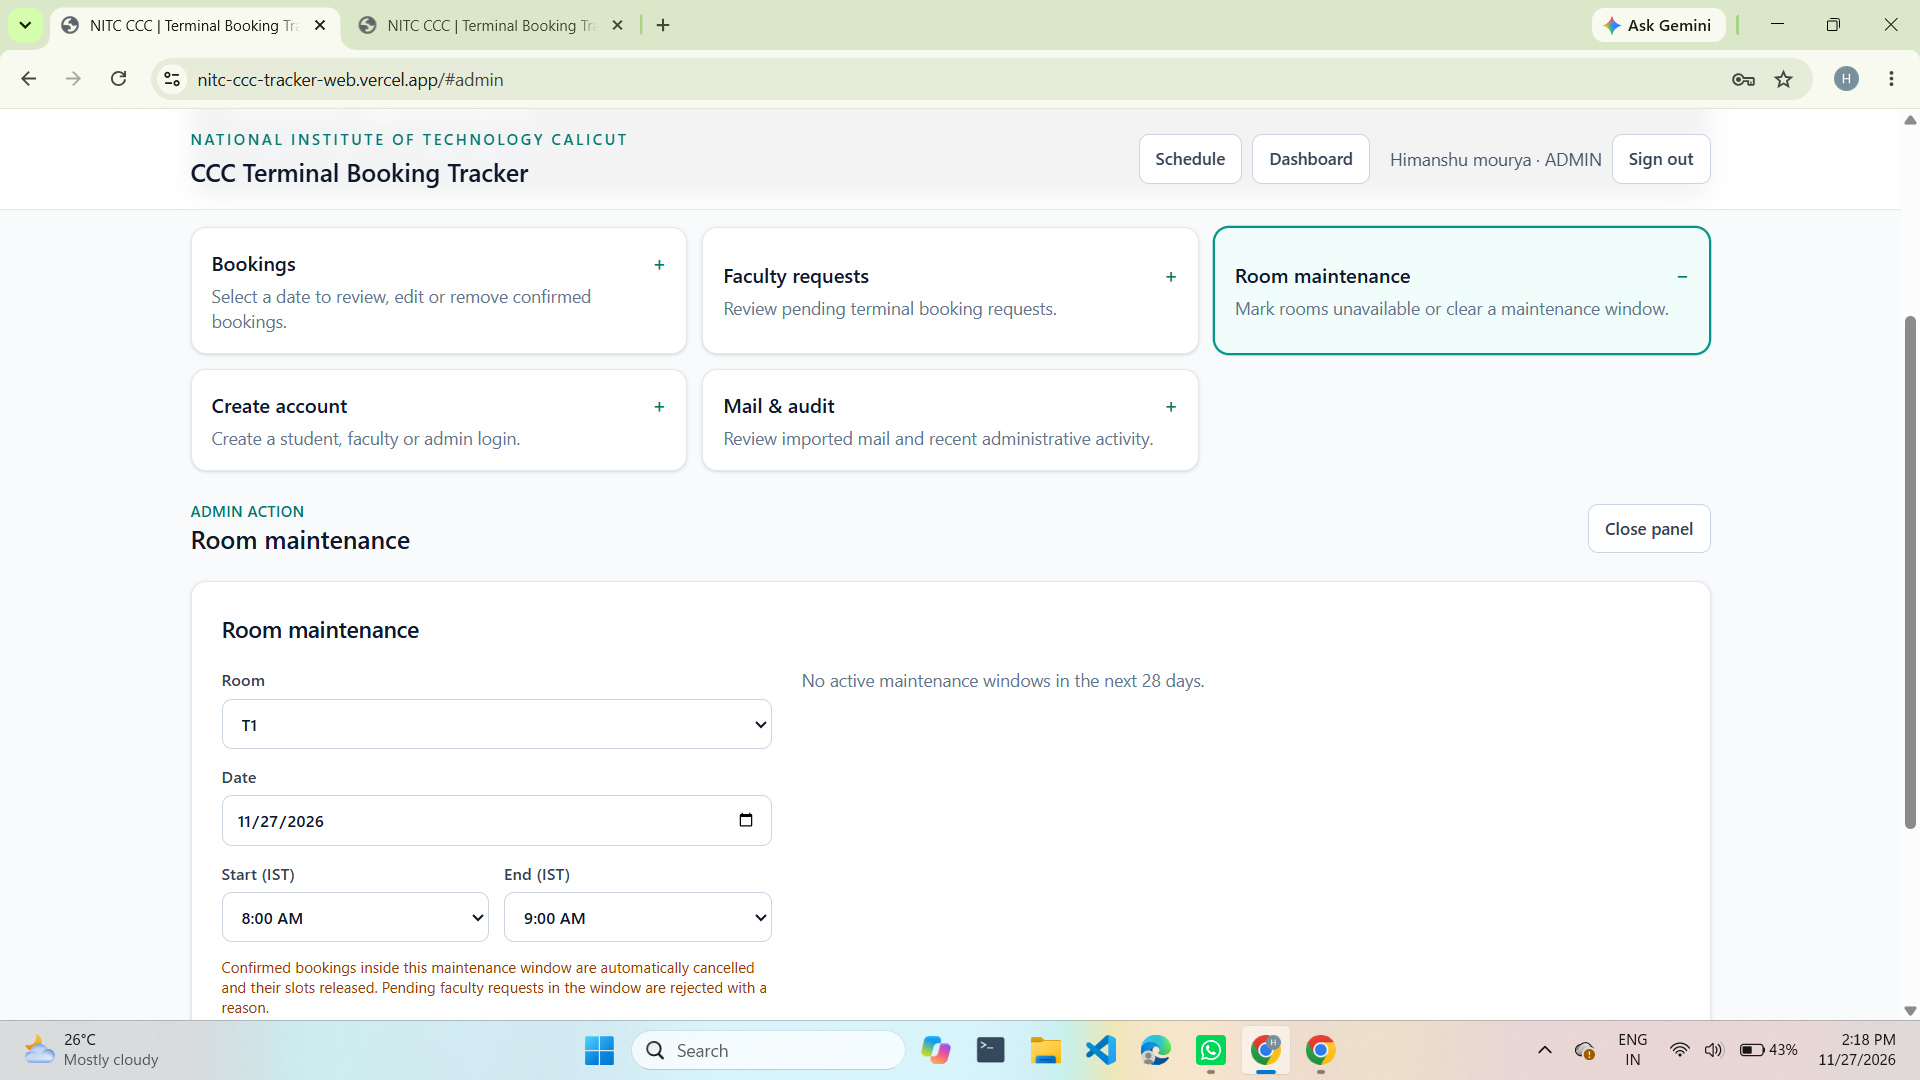 NITC CCC | Terminal Booking Tr
NITC CCC | Terminal Booking Tr
Ask Gemini
nitc-ccc-tracker-web.vercel.app/#admin
H
NATIONAL INSTITUTE OF TECHNOLOGY CALICUT
CCC Terminal Booking Tracker
Schedule
Dashboard
Himanshu mourya · ADMIN
Sign out
Bookings
+
Select a date to review, edit or remove confirmed
bookings.
Faculty requests
+
Review pending terminal booking requests.
Room maintenance
−
Mark rooms unavailable or clear a maintenance window.
Create account
+
Create a student, faculty or admin login.
Mail & audit
+
Review imported mail and recent administrative activity.
ADMIN ACTION
Room maintenance
Close panel
Room maintenance
Room
T1
No active maintenance windows in the next 28 days.
Date
11/27/2026
Start (IST)
End (IST)
8:00 AM
9:00 AM
Confirmed bookings inside this maintenance window are automatically cancelled
and their slots released. Pending faculty requests in the window are rejected with a
reason.
26°C
Mostly cloudy
Search
H
ENG
IN
43%
2:18 PM
11/27/2026